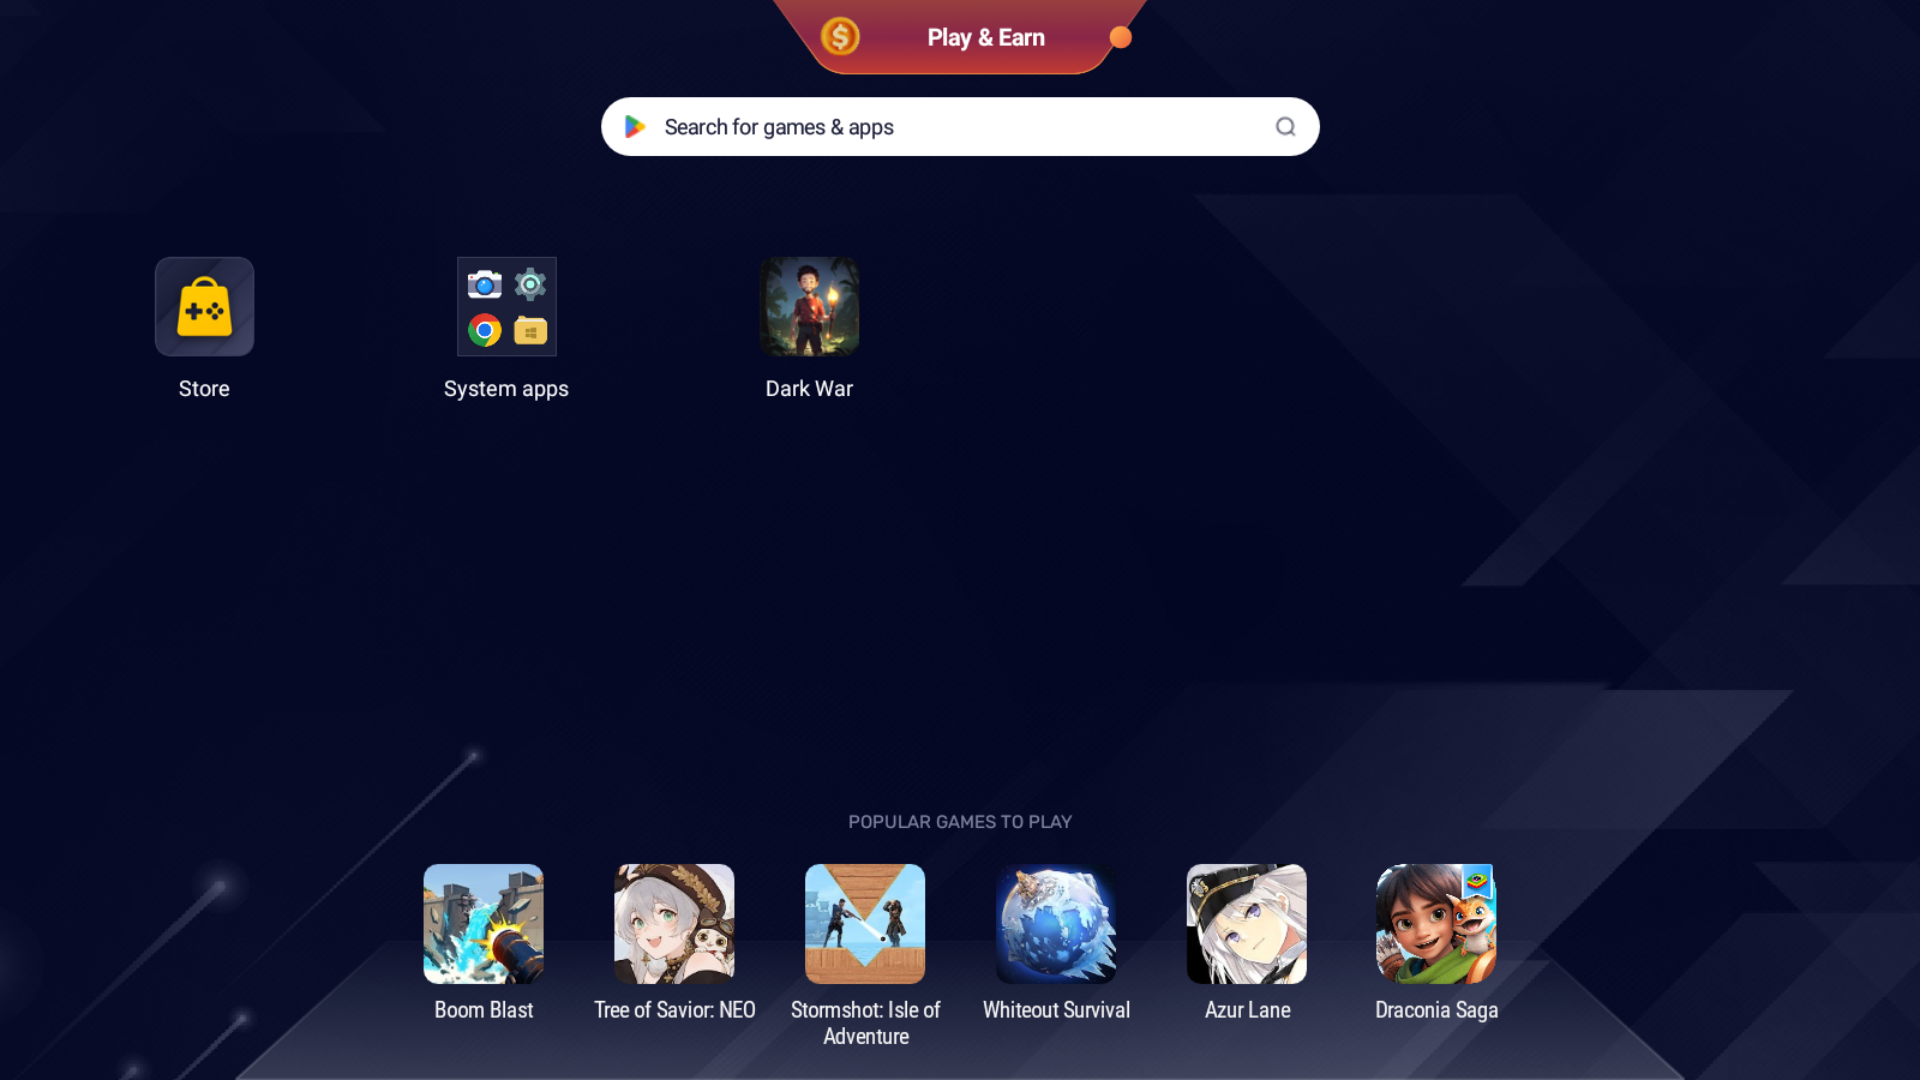 Play & Earn
Search for games & apps
Store
System apps
Dark War
POPULAR GAMES TO PLAY
Boom Blast
Tree of Savior: NEO
Stormshot: Isle of
Adventure
Whiteout Survival
Azur Lane
Draconia Saga